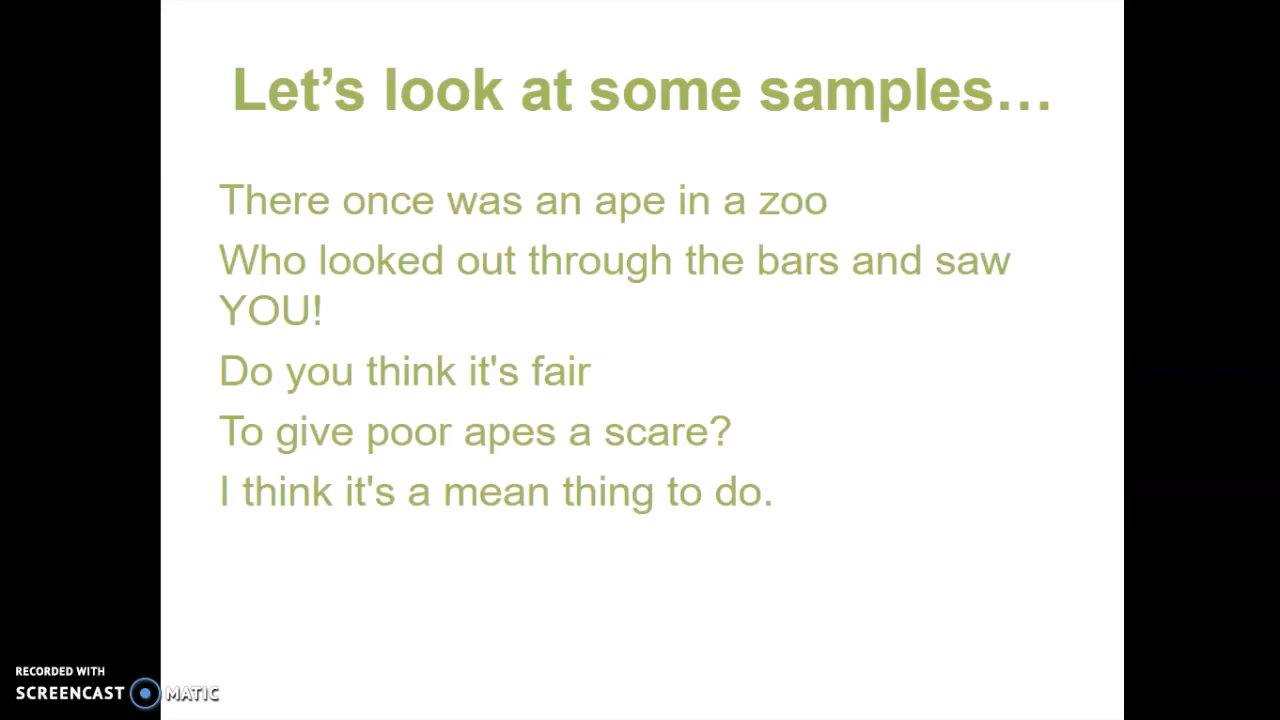 Let’s look at some samples…
There once was an ape in a zoo
Who looked out through the bars and saw
YOU!
Do you think it's fair
To give poor apes a scare?
I think it's a mean thing to do.
RECORDED WITH
SCREENCAST MATIC